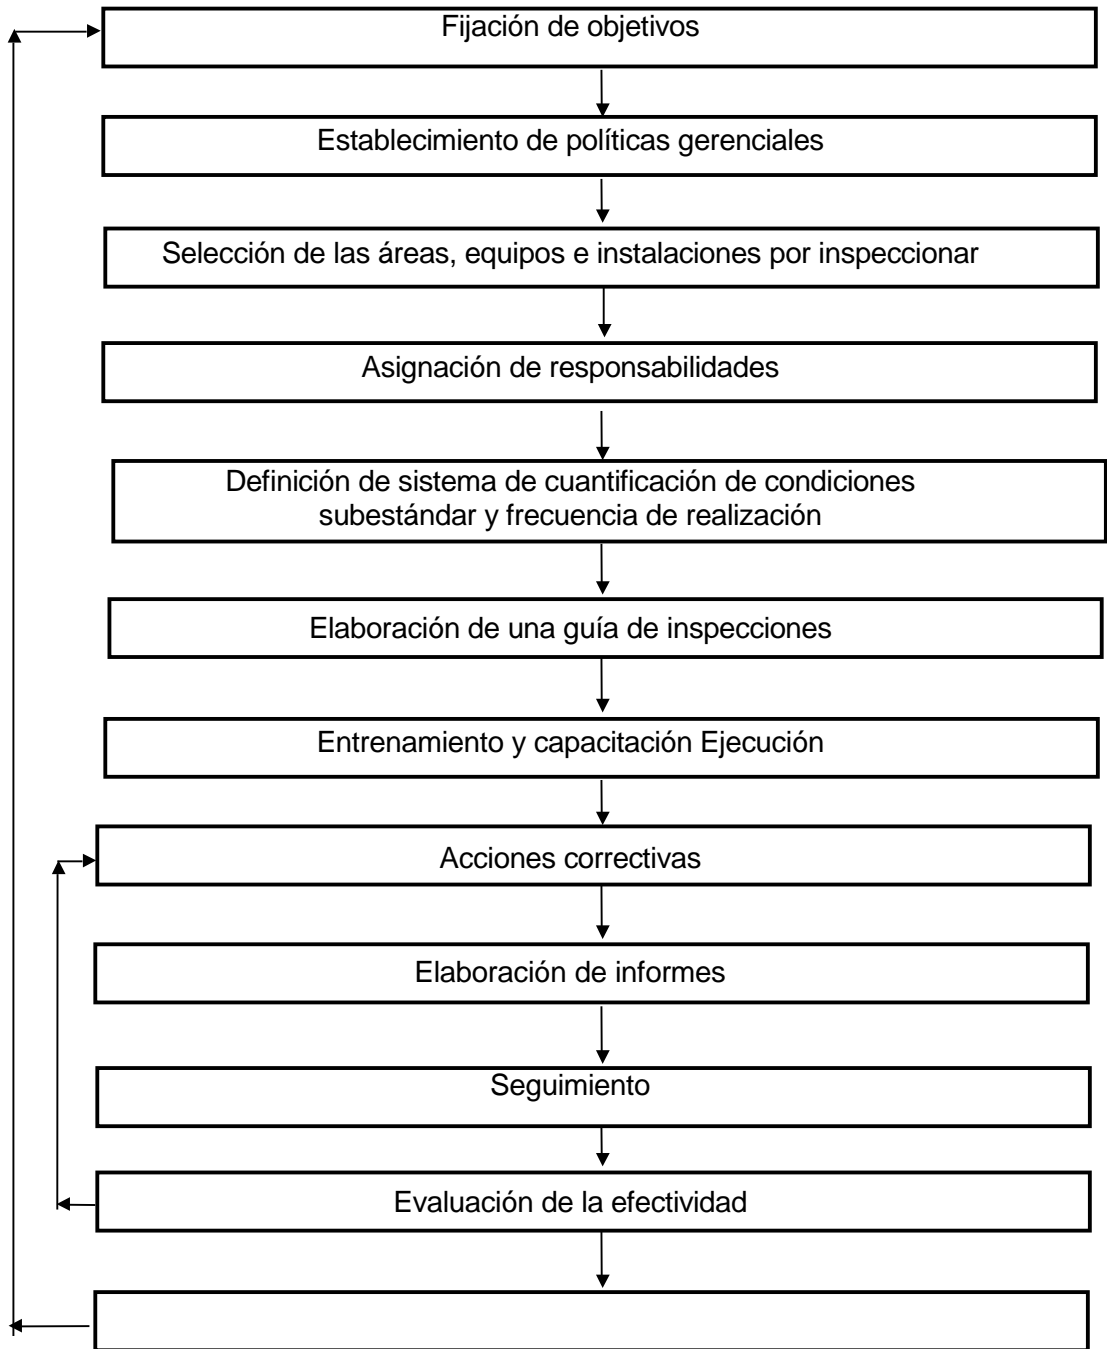 Fijación de objetivos
Establecimiento de políticas gerenciales
Selección de las áreas, equipos e instalaciones por inspeccionar
Asignación de responsabilidades
Definición de sistema de cuantificación de condiciones
subestándar y frecuencia de realización
Elaboración de una guía de inspecciones
Entrenamiento y capacitación Ejecución
Acciones correctivas
Elaboración de informes
Seguimiento
Evaluación de la efectividad